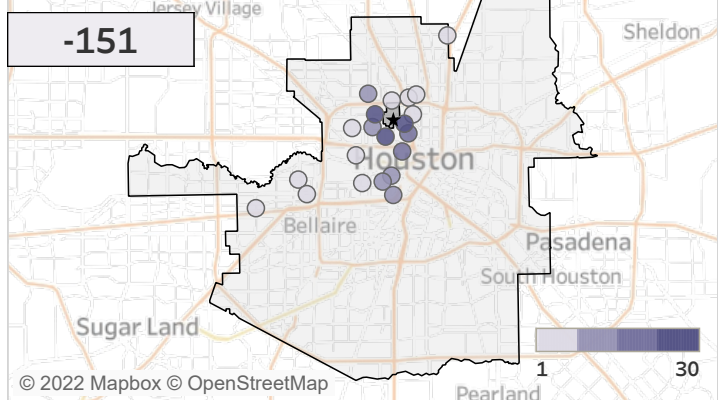 Jersey Village
-151
Sheldon
Houston
Bellaire
Pasadena
South Houston
Sugar Land
1
30
© 2022 Mapbox © OpenStreetMap
Pearland